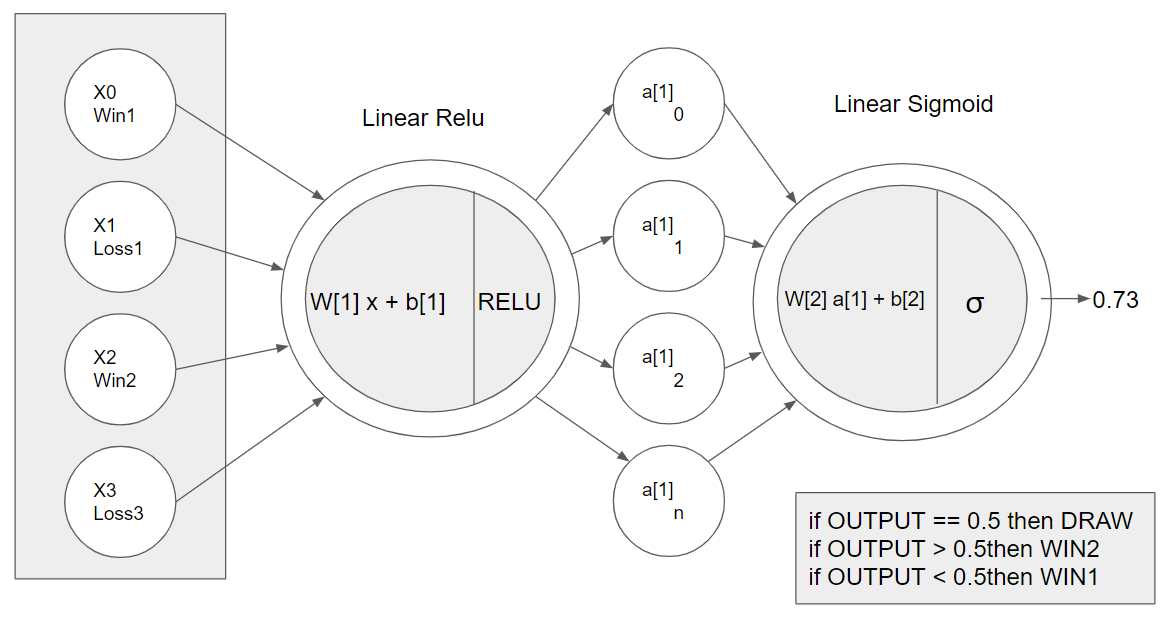 X0
Win1
X1
Loss1
X2
Win2
X3
Loss3
Linear Relu
W[1] x + b[1]
RELU
a[1]
0
a[1]
1
a[1]
2
a[1]
n
Linear Sigmoid
W[2] a[1] + b[2]
σ
0.73
if OUTPUT == 0.5 then DRAW
if OUTPUT > 0.5then WIN2
if OUTPUT < 0.5then WIN1